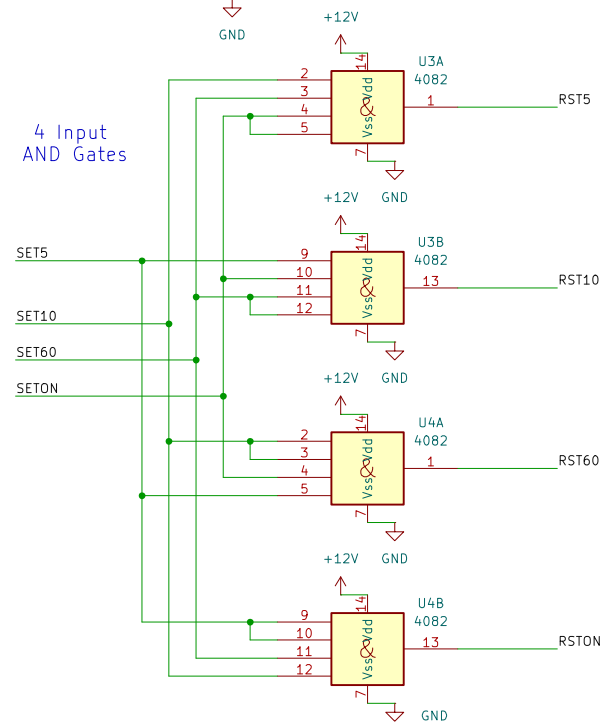 GND
+12V
U3A
4082
14
Vdd
2
3
4
5
&
Vss
1
RST5
7
GND
4 Input
AND Gates
+12V
U3B
4082
14
Vdd
9
10
11
12
&
Vss
13
RST10
7
GND
SET5
SET10
SET60
SETON
+12V
U4A
4082
14
Vdd
2
3
4
5
&
Vss
1
RST60
7
GND
+12V
U4B
4082
14
Vdd
9
10
11
12
&
Vss
13
RSTON
7
GND